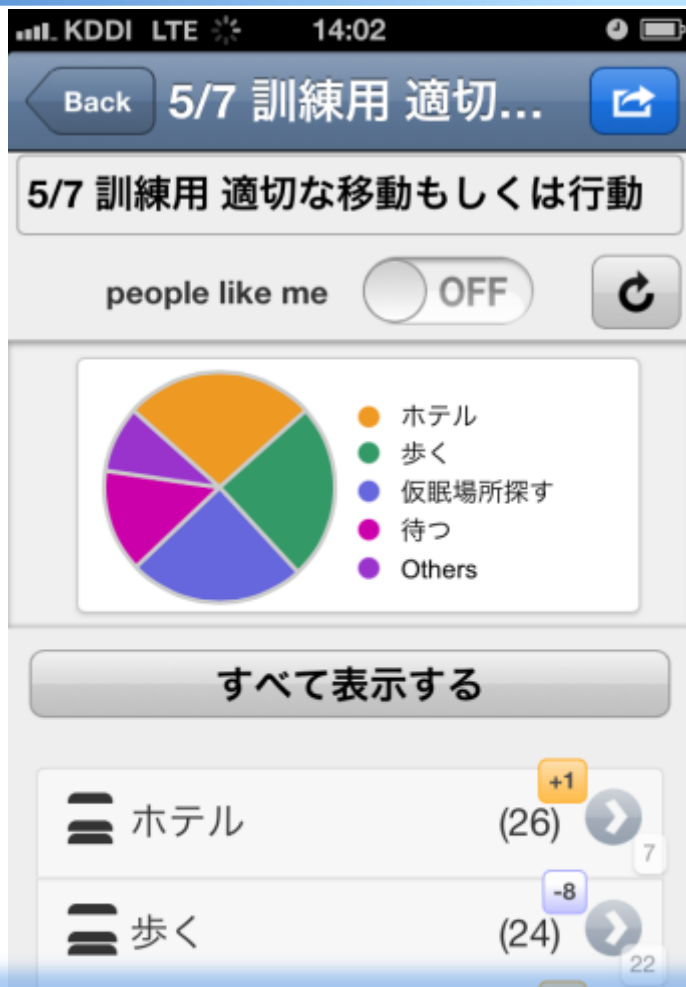 KDDI LTE 14:02
Back 5/7 訓練用 適切...
5/7 訓練用 適切な移動もしくは行動
people like me OFF
ホテル
歩く
仮眠場所探す
待つ
Others
すべて表示する
+1
ホテル (26)
7
-8
歩く (24)
22